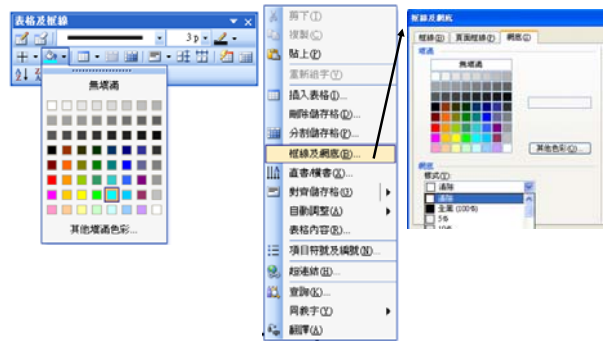 表格及框線
3 p
無填滿
其他填滿色彩...
剪下(T)
複製(C)
貼上(P)
重新組字(V)
插入表格(I)...
刪除儲存格(D)...
分割儲存格(P)...
框線及網底(B)...
直書/橫書(X)...
對齊儲存格(G)
自動調整(A)
表格內容(R)...
項目符號及編號(N)...
超連結(H)...
查詢(K)...
同義字(Y)
翻譯(A)
框線及網底
框線(B) 頁面框線(P) 網底(S)
填滿
無填滿
其他色彩(O)...
網底
樣式(Y):
清除
清除
全黑 (100%)
5%
10%